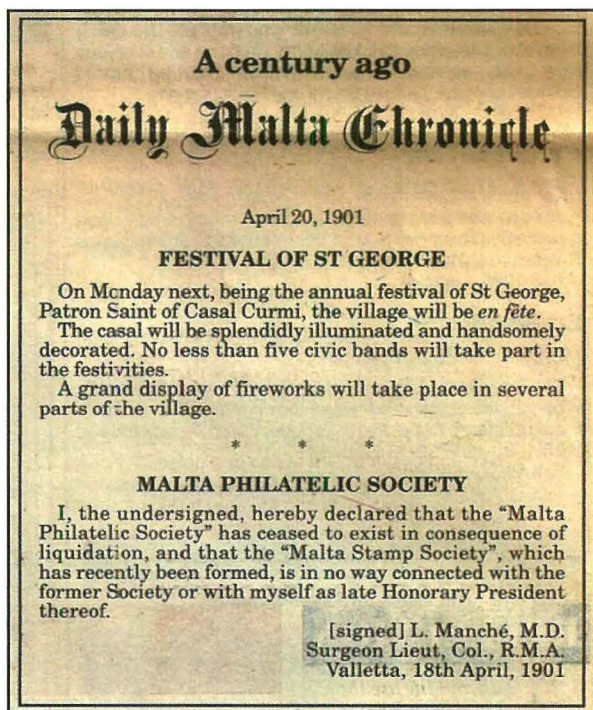 A century ago
Daily Malta Chronicle
April 20, 1901
FESTIVAL OF ST GEORGE
On Monday next, being the annual festival of St George,
Patron Saint of Casal Curmi, the village will be en fête.
The casal will be splendidly illuminated and handsomely
decorated. No less than five civic bands will take part in
the festivities.
A grand display of fireworks will take place in several
parts of the village.
* * *
MALTA PHILATELIC SOCIETY
I, the undersigned, hereby declared that the “Malta
Philatelic Society” has ceased to exist in consequence of
liquidation, and that the “Malta Stamp Society”, which
has recently been formed, is in no way connected with the
former Society or with myself as late Honorary President
thereof.
[signed] L. Manché, M.D.
Surgeon Lieut, Col., R.M.A.
Valletta, 18th April, 1901